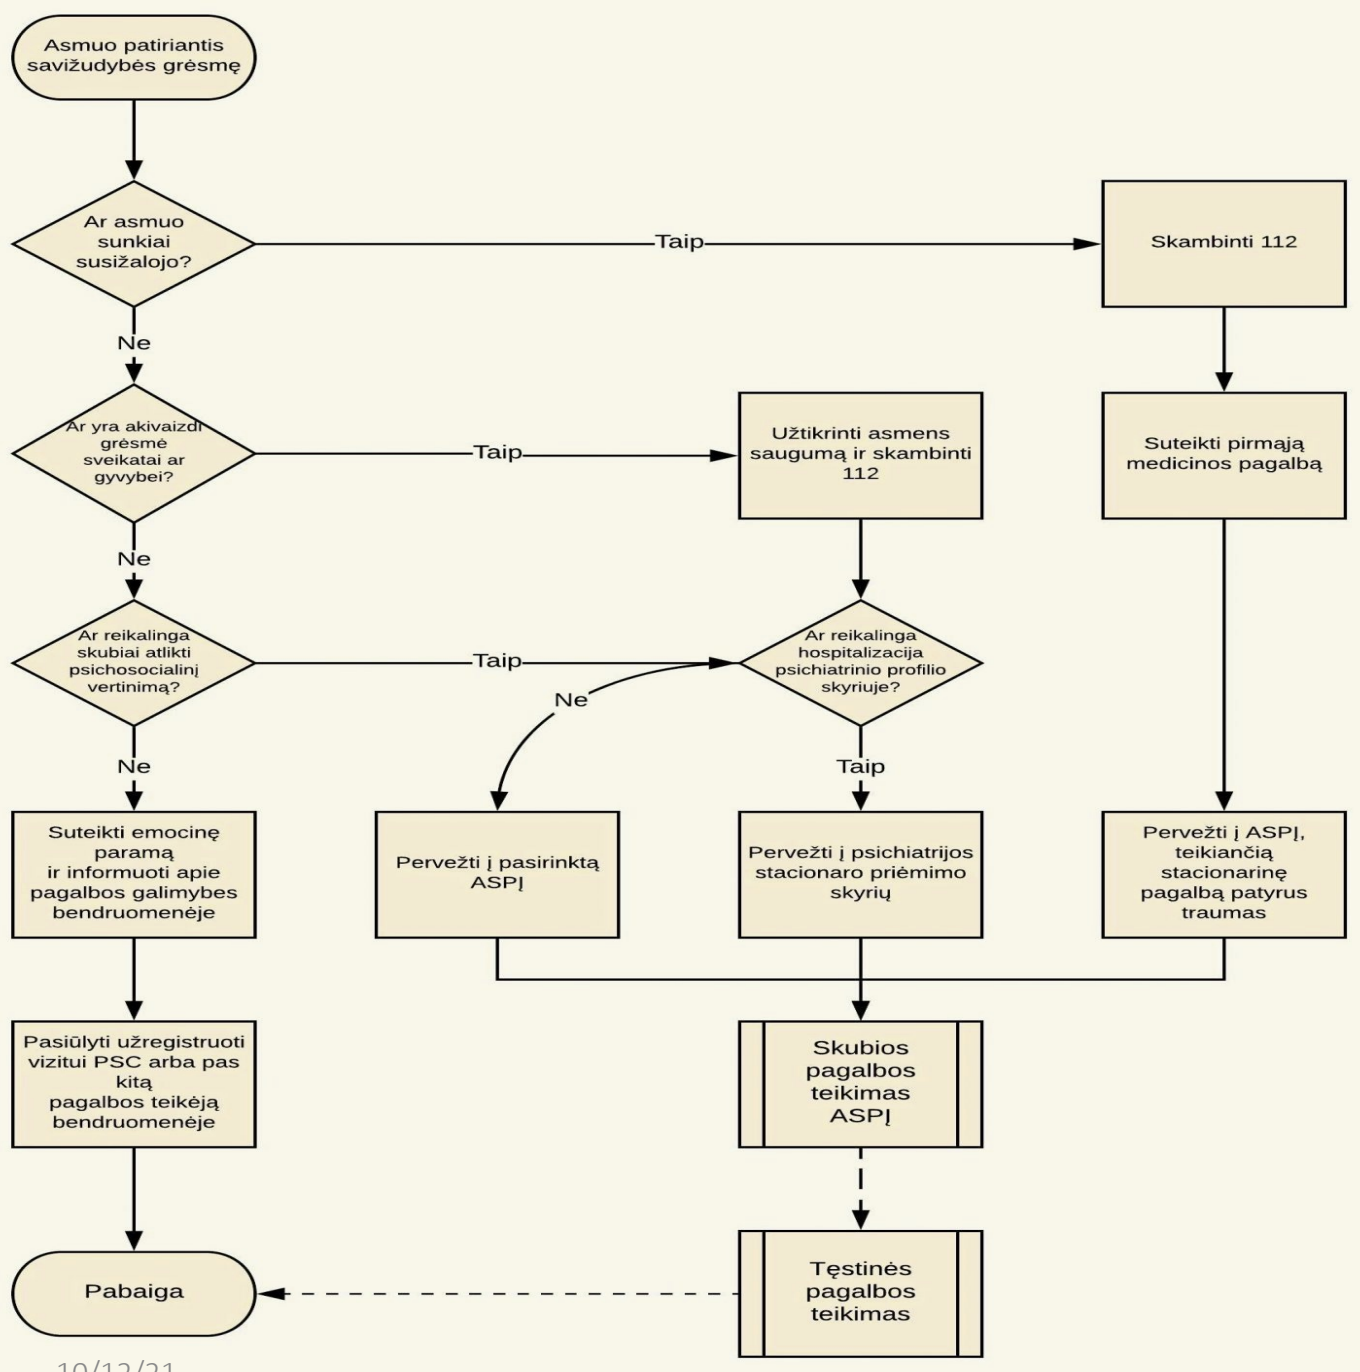 Asmuo patiriantis
savižudybės grėsmę
Ar asmuo
sunkiai
susižalojo?
Taip
Skambinti 112
Ne
Ar yra akivaizdi
grėsmė
sveikatai ar
gyvybei?
Taip
Užtikrinti asmens
saugumą ir skambinti
112
Suteikti pirmąją
medicinos pagalbą
Ne
Ar reikalinga
skubiai atlikti
psichosocialinį
vertinimą?
Taip
Ar reikalinga
hospitalizacija
psichiatrinio profilio
skyriuje?
Ne
Ne
Taip
Suteikti emocinę
paramą
ir informuoti apie
pagalbos galimybes
bendruomenėje
Pervežti į pasirinktą
ASPĮ
Pervežti į psichiatrijos
stacionaro priėmimo
skyrių
Pervežti į ASPĮ,
teikiančią
stacionarinę
pagalbą patyrus
traumas
Pasiūlyti užregistruoti
vizitui PSC arba pas
kitą
pagalbos teikėją
bendruomenėje
Skubios
pagalbos
teikimas
ASPĮ
Pabaiga
Tęstinės
pagalbos
teikimas
10/12/21